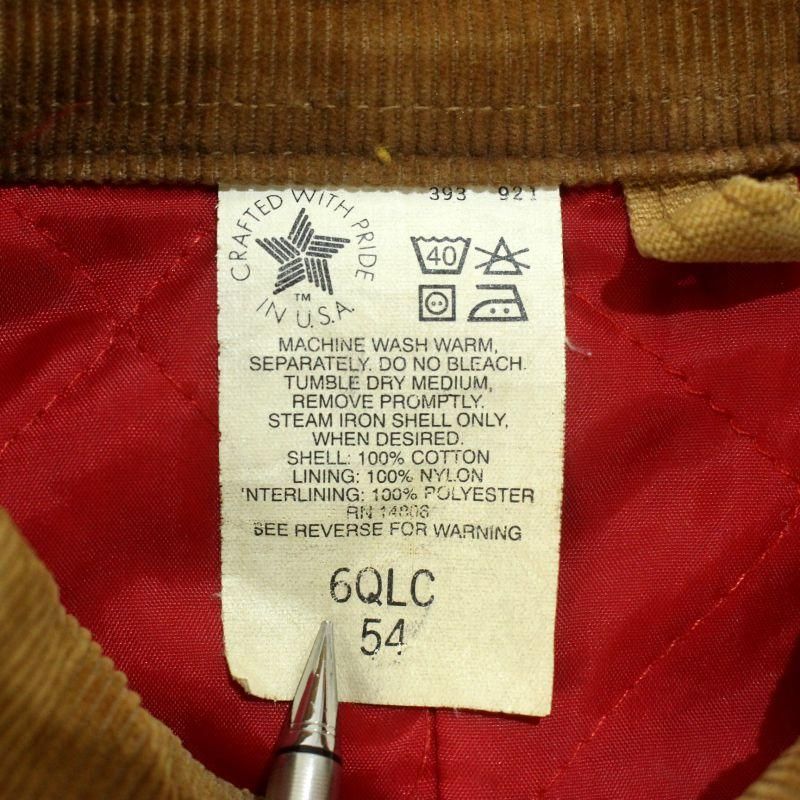 393 921
CRAFTED WITH PRIDE
IN U.S.A.
TM
40
MACHINE WASH WARM,
SEPARATELY. DO NO BLEACH.
TUMBLE DRY MEDIUM,
REMOVE PROMPTLY.
STEAM IRON SHELL ONLY,
WHEN DESIRED.
SHELL: 100% COTTON
LINING: 100% NYLON
'NTERLINING: 100% POLYESTER
RN 14806
SEE REVERSE FOR WARNING
6QLC
54